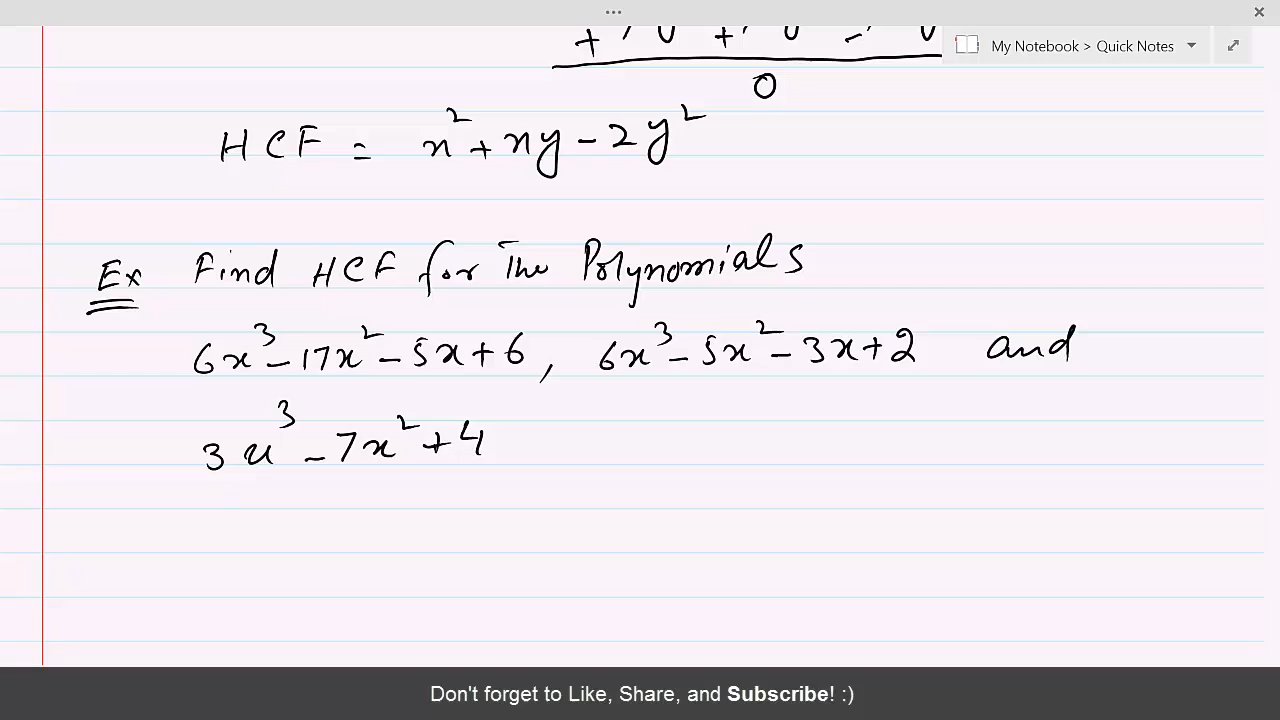 ...
My Notebook > Quick Notes
0
HCF = x² + xy - 2y²
Ex Find HCF for The Polynomials
6x³ - 17x² - 5x + 6, 6x³ - 5x² - 3x + 2 and
3x³ - 7x² + 4
Don't forget to Like, Share, and Subscribe! :)